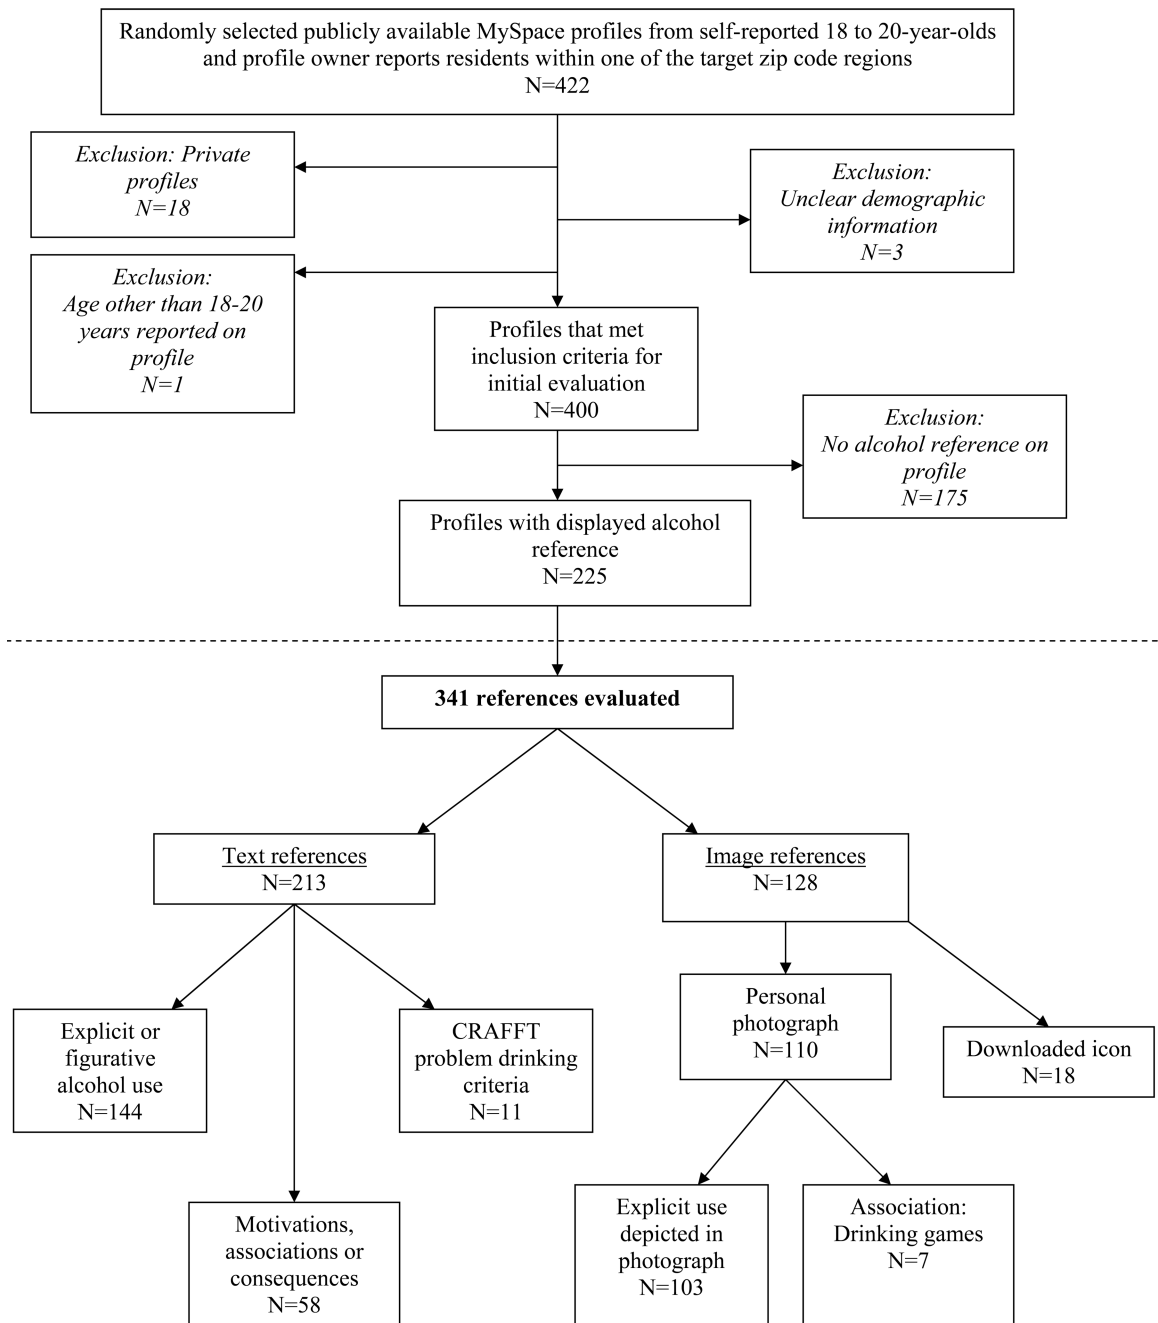 Randomly selected publicly available MySpace profiles from self-reported 18 to 20-year-olds
and profile owner reports residents within one of the target zip code regions
N=422
Exclusion: Private
profiles
N=18
Exclusion:
Unclear demographic
information
N=3
Exclusion:
Age other than 18-20
years reported on
profile
N=1
Profiles that met
inclusion criteria for
initial evaluation
N=400
Exclusion:
No alcohol reference on
profile
N=175
Profiles with displayed alcohol
reference
N=225
341 references evaluated
Text references
N=213
Image references
N=128
Explicit or
figurative
alcohol use
N=144
CRAFFT
problem drinking
criteria
N=11
Personal
photograph
N=110
Downloaded icon
N=18
Motivations,
associations or
consequences
N=58
Explicit use
depicted in
photograph
N=103
Association:
Drinking games
N=7